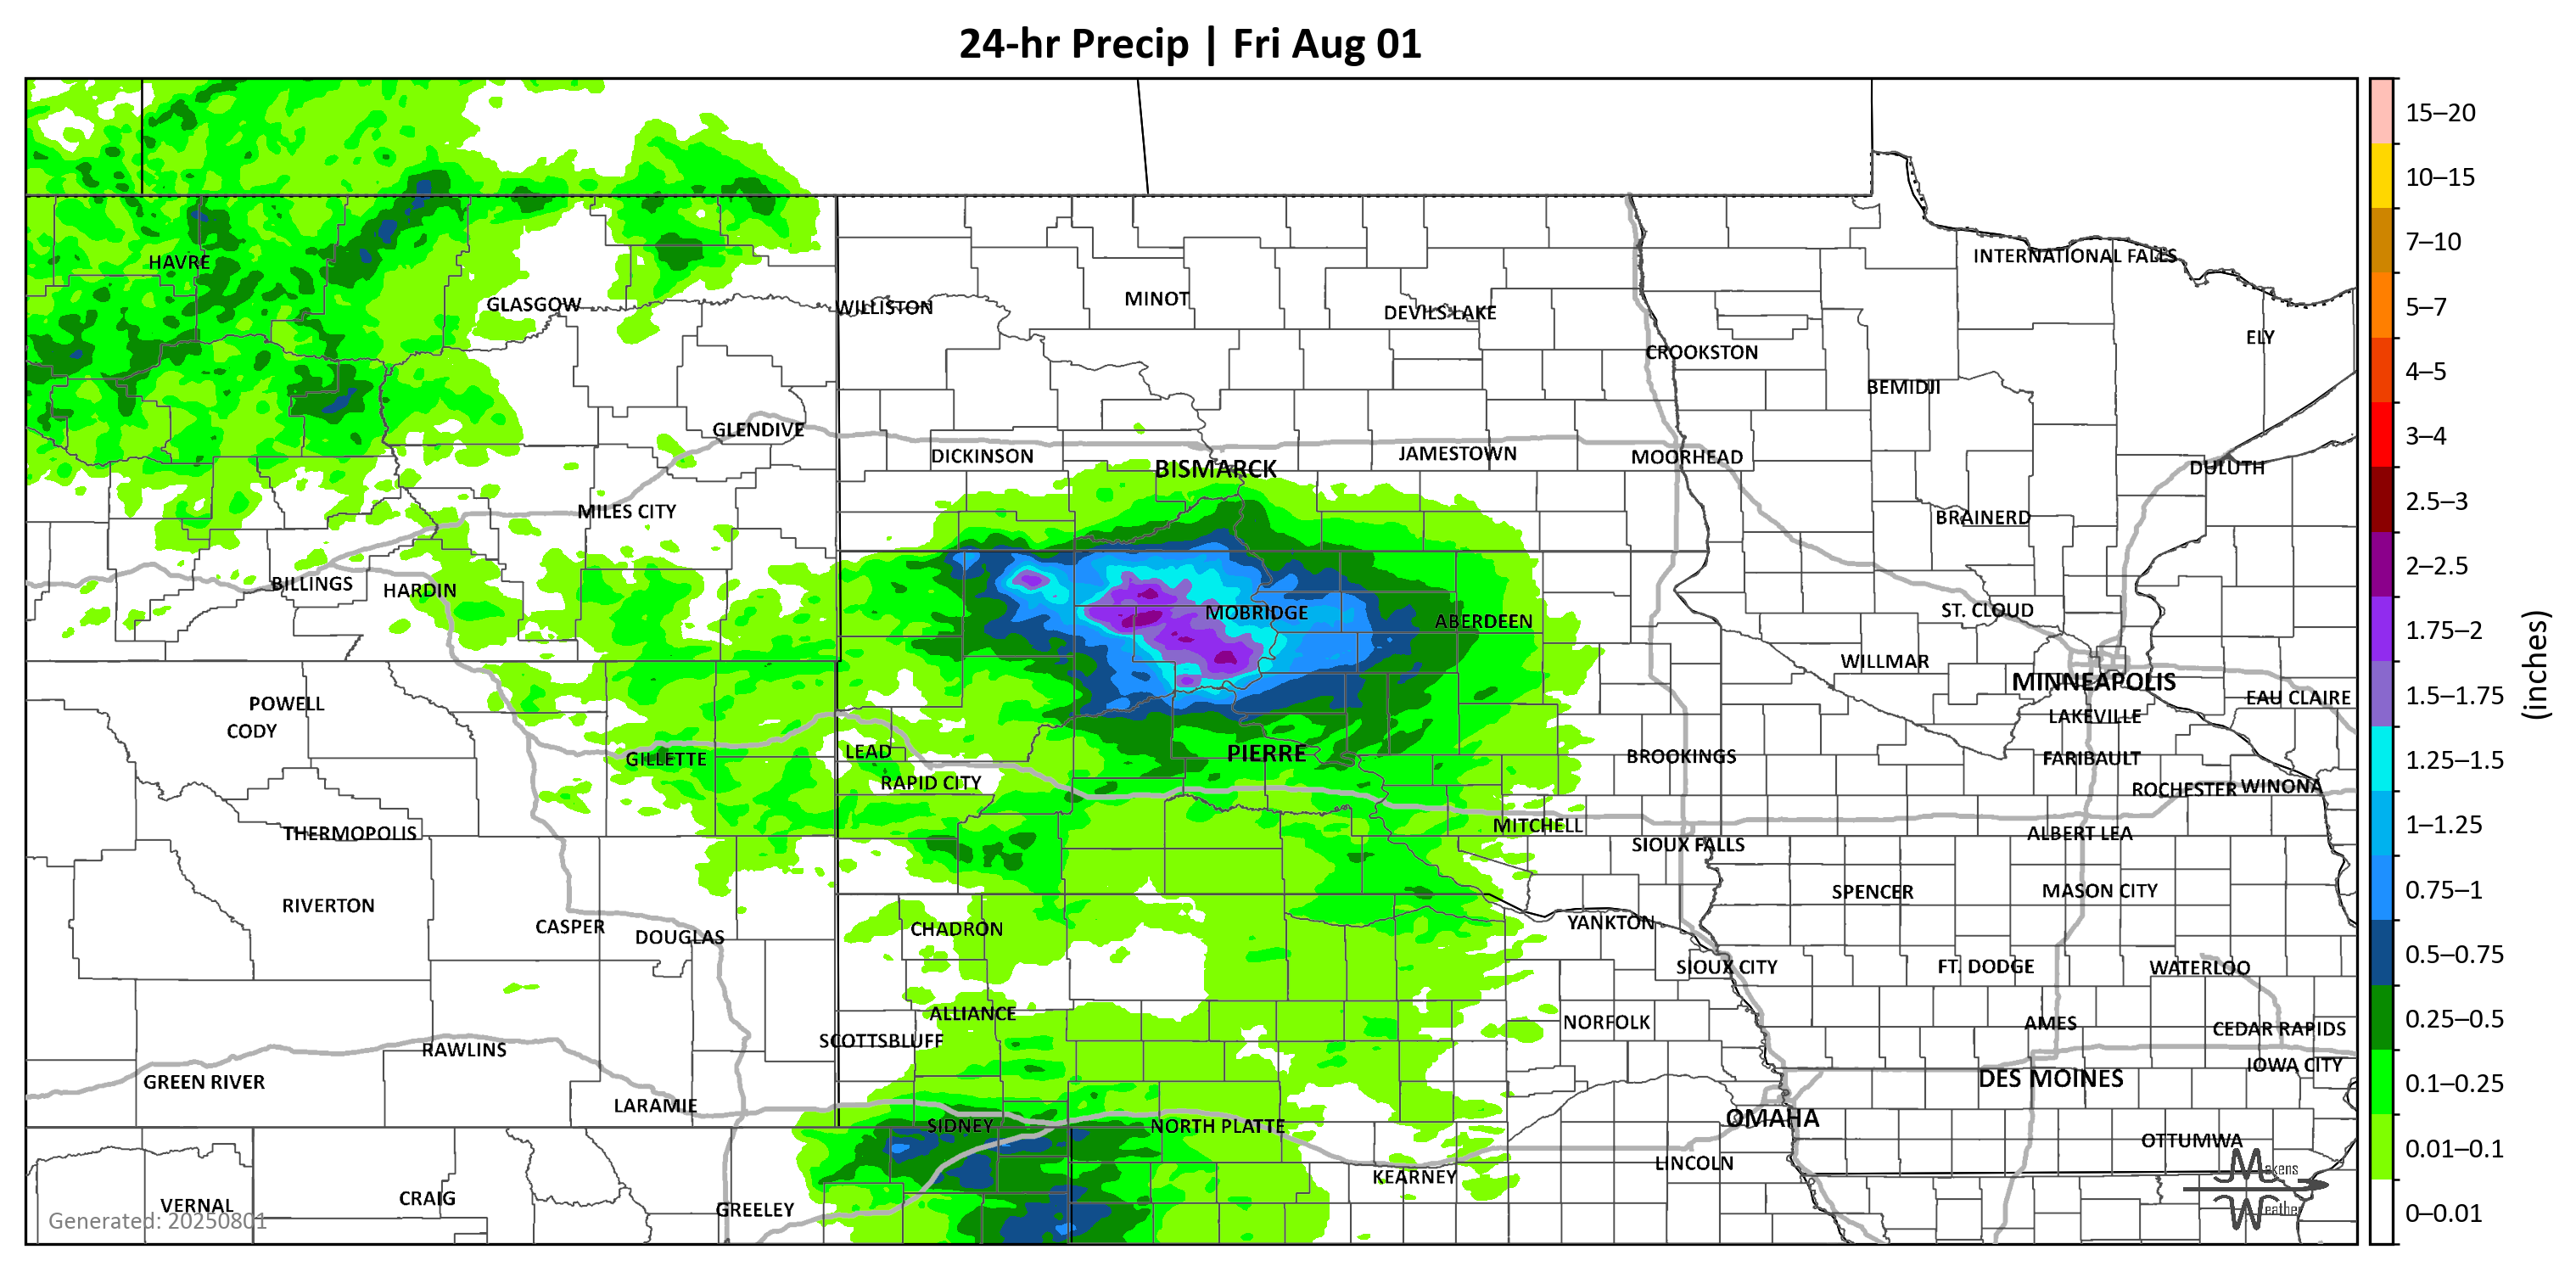 24-hr Precip | Fri Aug 01
15–20
10–15
7–10
5–7
4–5
3–4
2.5–3
2–2.5
1.75–2
1.5–1.75
1.25–1.5
1–1.25
0.75–1
0.5–0.75
0.25–0.5
0.1–0.25
0.01–0.1
0–0.01
(inches)
HAVRE
INTERNATIONAL FALLS
GLASGOW
WILLISTON
MINOT
DEVILS LAKE
ELY
CROOKSTON
BEMIDJI
GLENDIVE
DICKINSON
BISMARCK
JAMESTOWN
MOORHEAD
DULUTH
MILES CITY
BRAINERD
BILLINGS
HARDIN
MOBRIDGE
ABERDEEN
ST. CLOUD
WILLMAR
MINNEAPOLIS
EAU CLAIRE
POWELL
CODY
LAKEVILLE
GILLETTE
LEAD
RAPID CITY
PIERRE
BROOKINGS
FARIBAULT
ROCHESTER
WINONA
THERMOPOLIS
MITCHELL
SIOUX FALLS
ALBERT LEA
RIVERTON
SPENCER
MASON CITY
CASPER
DOUGLAS
CHADRON
YANKTON
SIOUX CITY
FT. DODGE
WATERLOO
ALLIANCE
SCOTTSBLUFF
NORFOLK
AMES
CEDAR RAPIDS
RAWLINS
IOWA CITY
GREEN RIVER
LARAMIE
DES MOINES
SIDNEY
NORTH PLATTE
OMAHA
OTTUMWA
KEARNEY
LINCOLN
VERNAL
CRAIG
GREELEY
Makens
Weather
Generated: 20250801